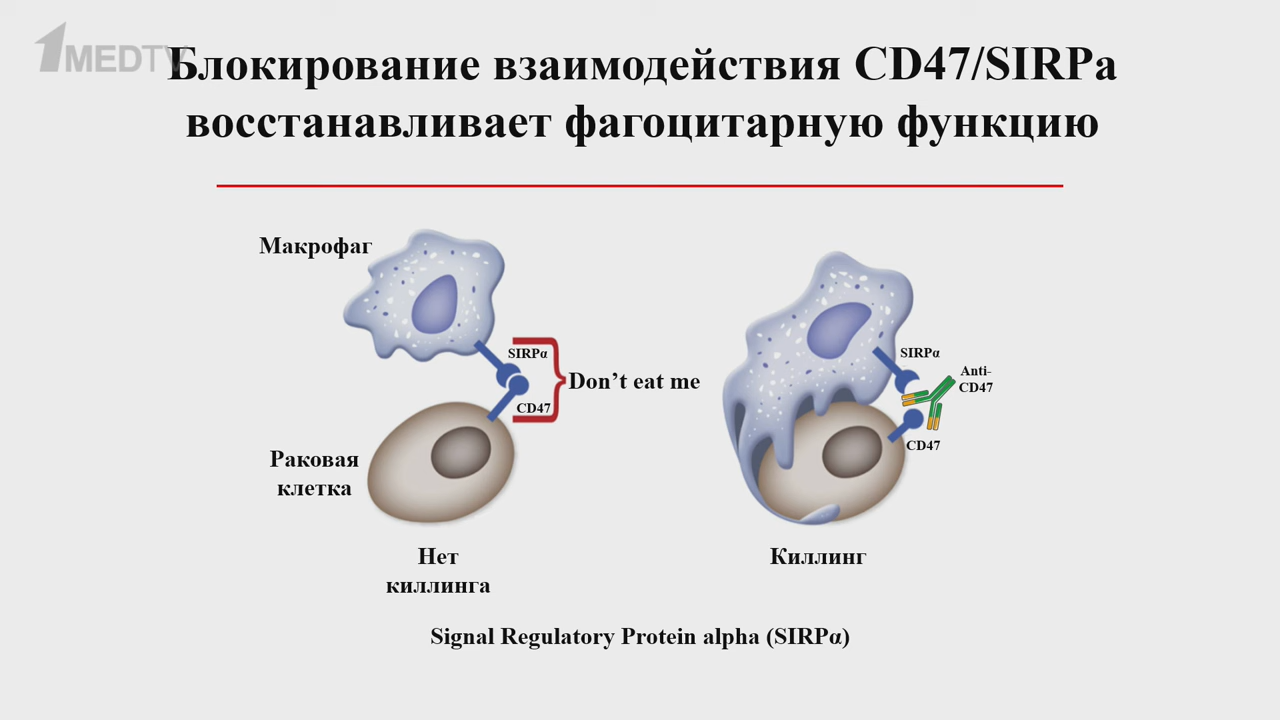 1MEDTV
Блокирование взаимодействия CD47/SIRPa
восстанавливает фагоцитарную функцию
Макрофаг
SIRPα
Don’t eat me
CD47
Раковая
клетка
Нет
киллинга
SIRPα
Anti-
CD47
CD47
Киллинг
Signal Regulatory Protein alpha (SIRPα)